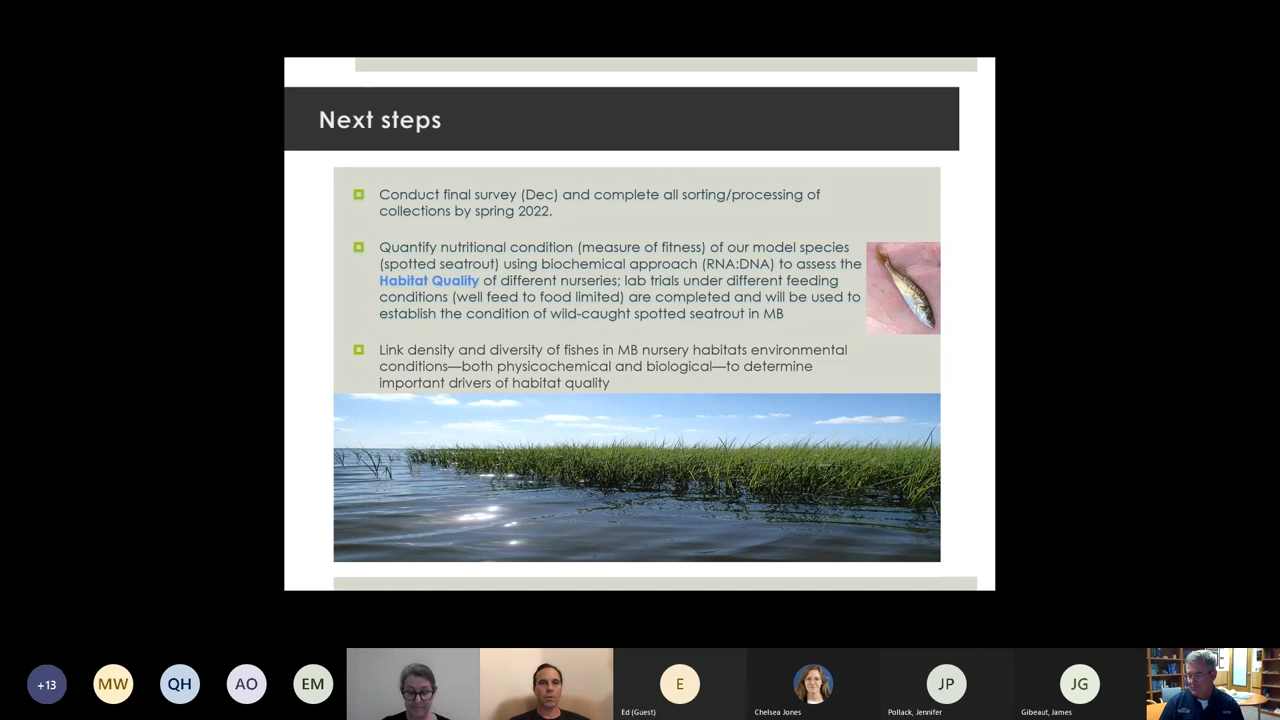 Next steps
Conduct final survey (Dec) and complete all sorting/processing of
collections by spring 2022.
Quantify nutritional condition (measure of fitness) of our model species
(spotted seatrout) using biochemical approach (RNA:DNA) to assess the
Habitat Quality of different nurseries; lab trials under different feeding
conditions (well feed to food limited) are completed and will be used to
establish the condition of wild-caught spotted seatrout in MB
Link density and diversity of fishes in MB nursery habitats environmental
conditions—both physicochemical and biological—to determine
important drivers of habitat quality
+13
MW
QH
AO
EM
E
JP
JG
Ed (Guest)
Chelsea Jones
Pollack, Jennifer
Gibeaut, James